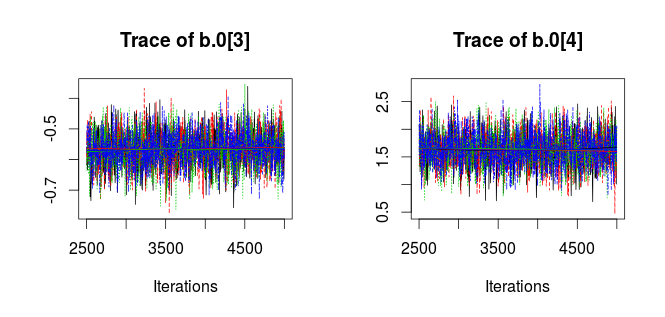 Trace of b.0[3]
Trace of b.0[4]
-0.5
-0.7
2500 3500 4500
Iterations
2.5
1.5
0.5
2500 3500 4500
Iterations